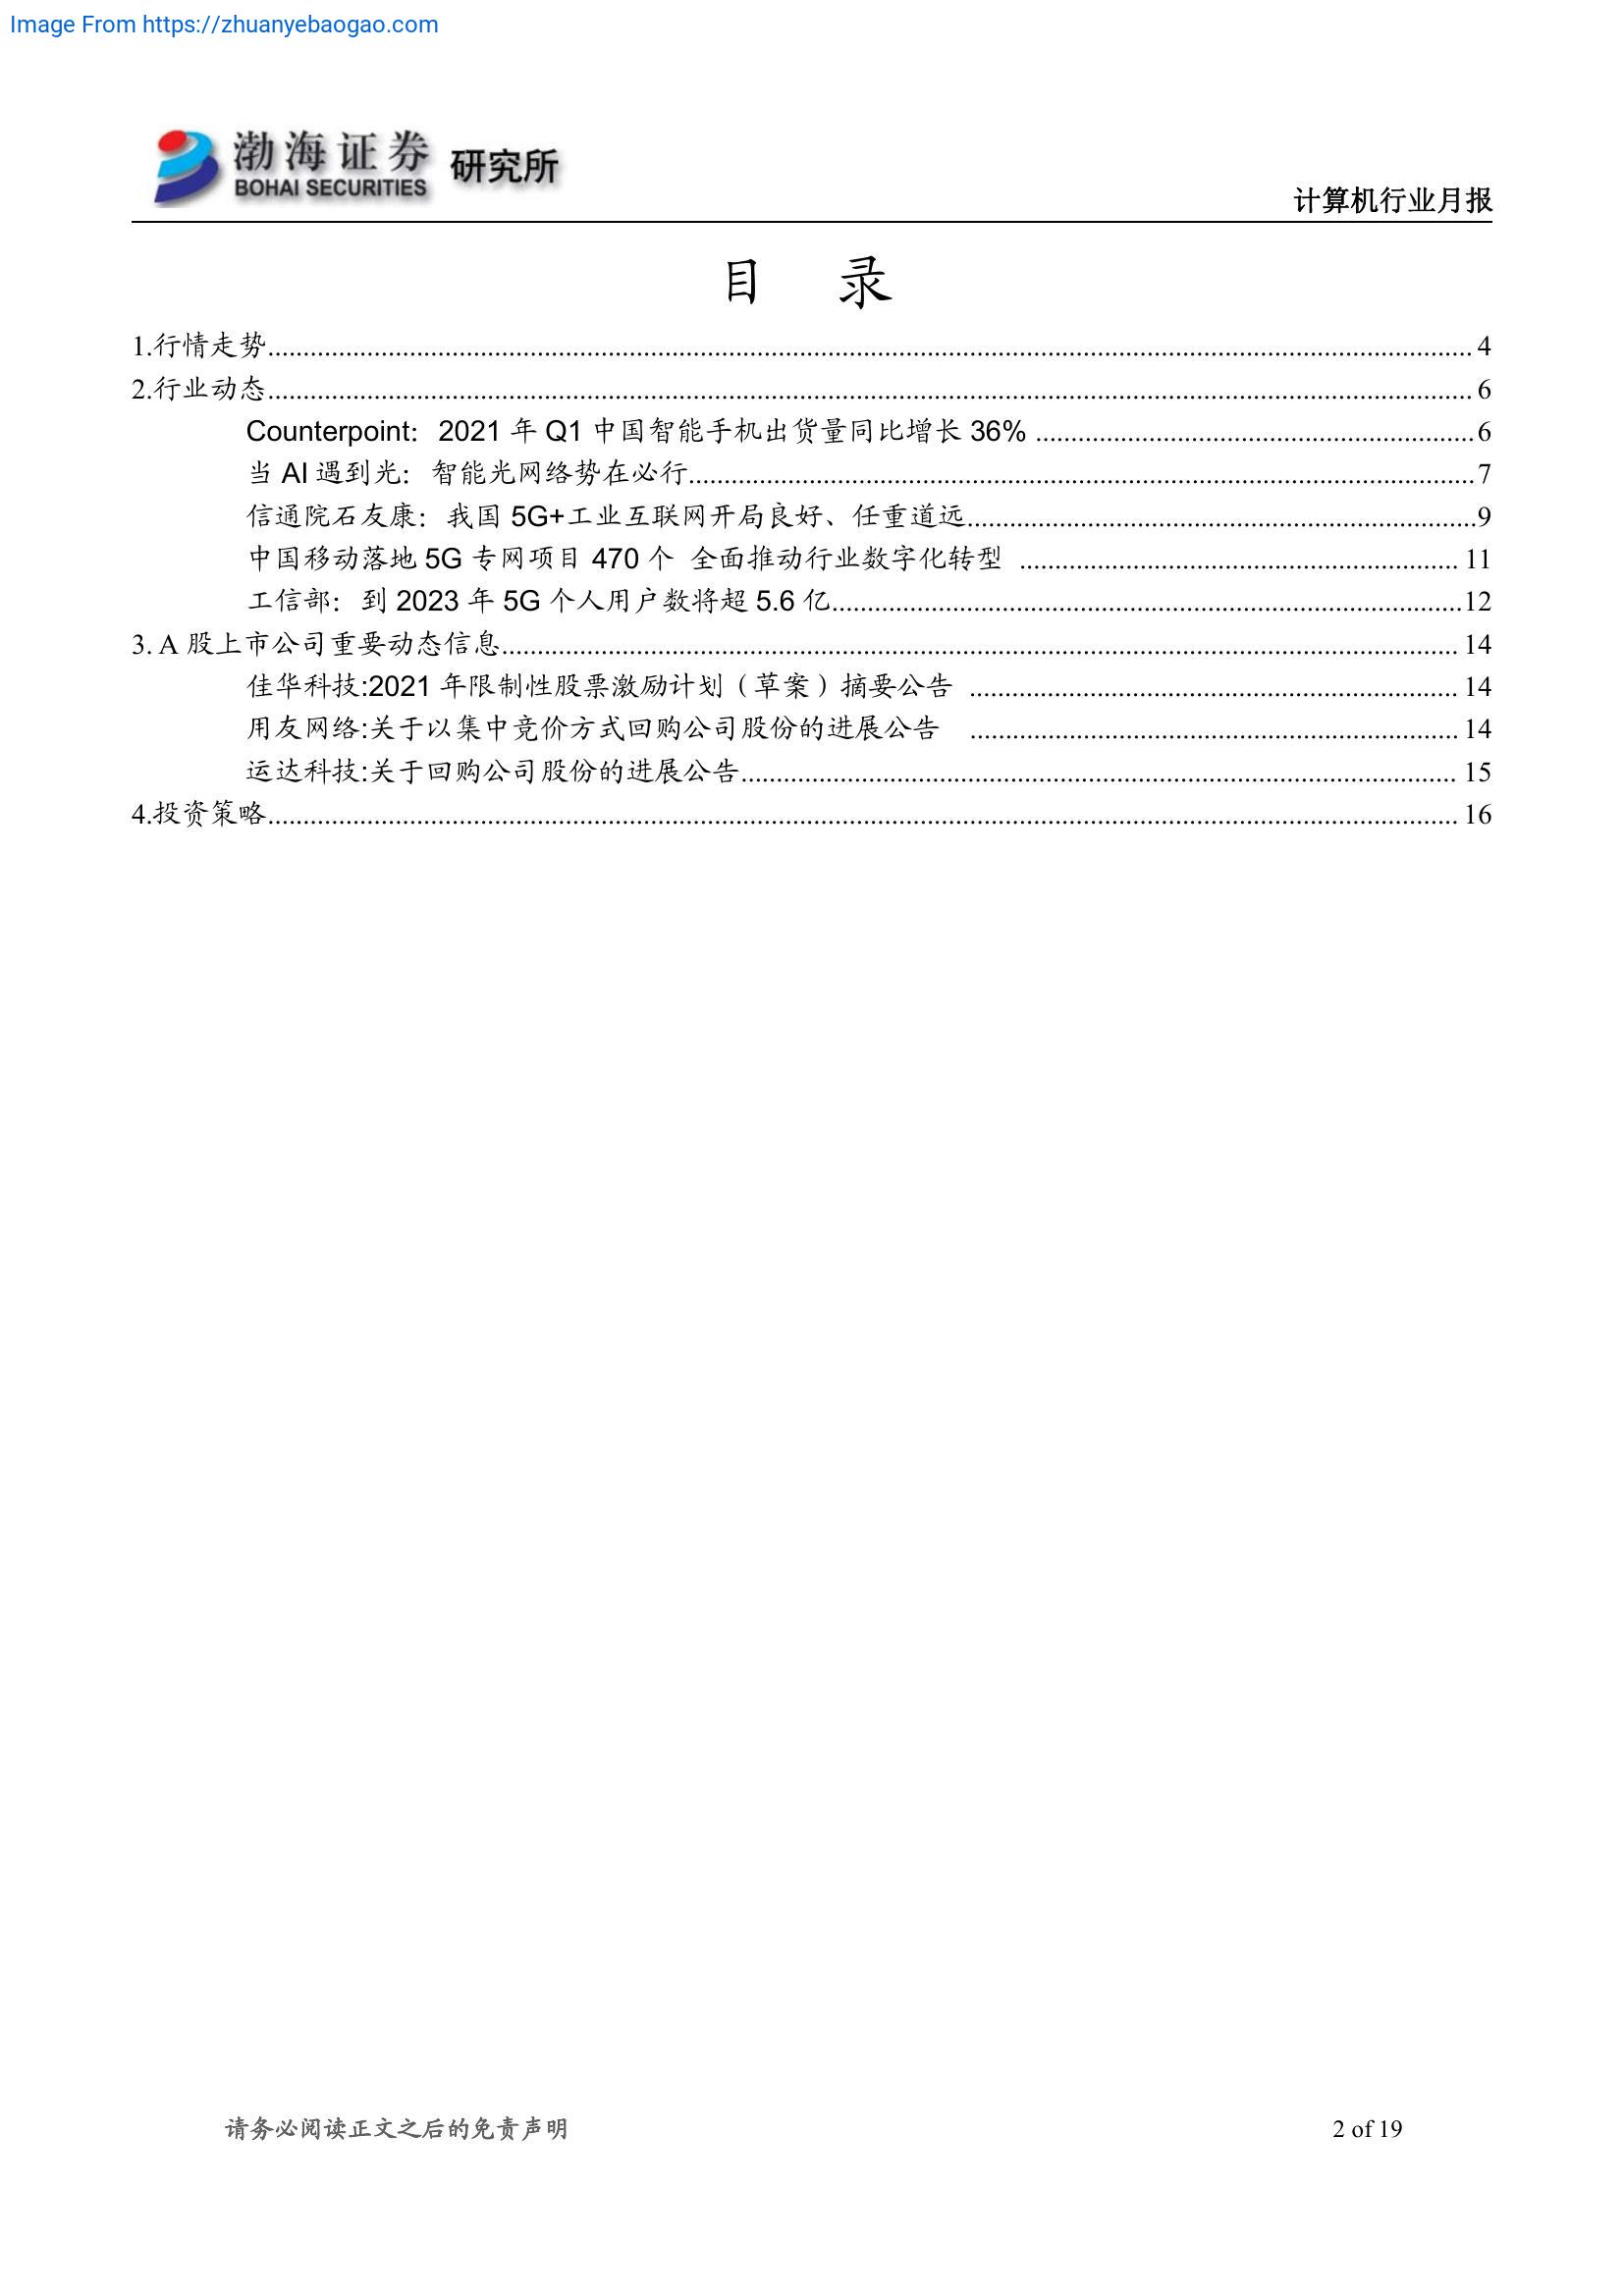 Image From https://zhuanyebaogao.com
渤海证券 研究所
BOHAI SECURITIES
计算机行业月报
目 录
1.行情走势 4
2.行业动态 6
Counterpoint：2021 年 Q1 中国智能手机出货量同比增长 36% 6
当 AI 遇到光：智能光网络势在必行 7
信通院石友康：我国 5G+工业互联网开局良好、任重道远 9
中国移动落地 5G 专网项目 470 个 全面推动行业数字化转型 11
工信部：到 2023 年 5G 个人用户数将超 5.6 亿 12
3. A 股上市公司重要动态信息 14
佳华科技:2021 年限制性股票激励计划（草案）摘要公告 14
用友网络:关于以集中竞价方式回购公司股份的进展公告 14
运达科技:关于回购公司股份的进展公告 15
4.投资策略 16
请务必阅读正文之后的免责声明 2 of 19